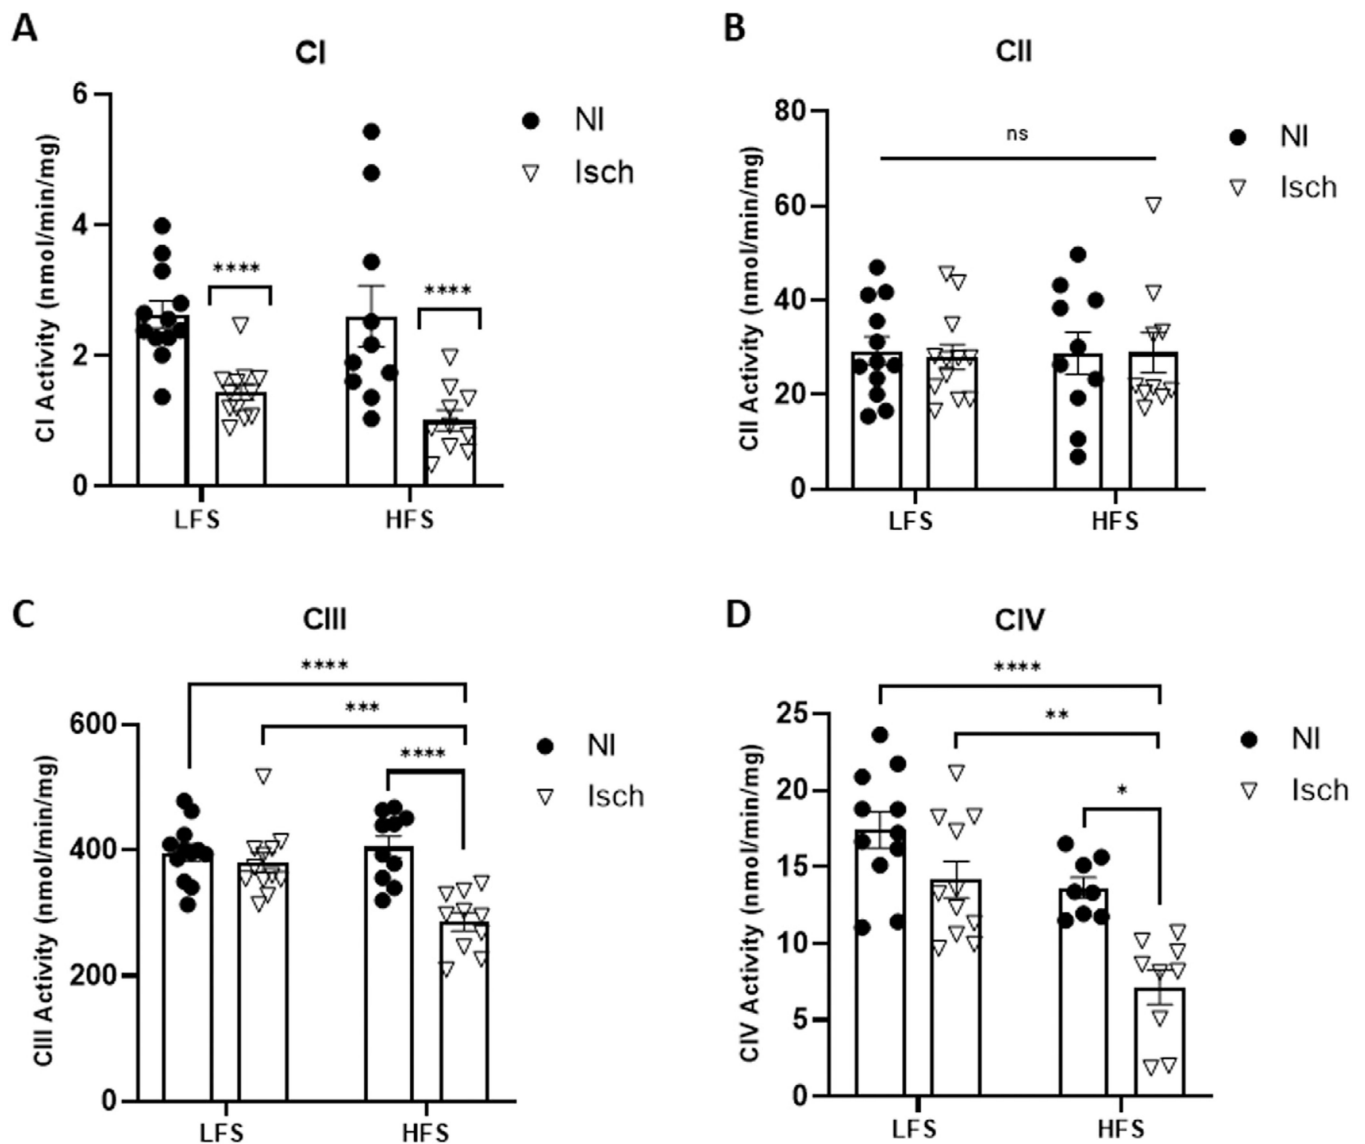 A
CI
CI Activity (nmol/min/mg)
6
4
2
0
****
****
LFS
HFS
NI
Isch
B
CII
CII Activity (nmol/min/mg)
80
60
40
20
0
ns
LFS
HFS
NI
Isch
C
CIII
CIII Activity (nmol/min/mg)
600
400
200
0
****
***
****
LFS
HFS
NI
Isch
D
CIV
CIV Activity (nmol/min/mg)
25
20
15
10
5
0
****
**
*
LFS
HFS
NI
Isch